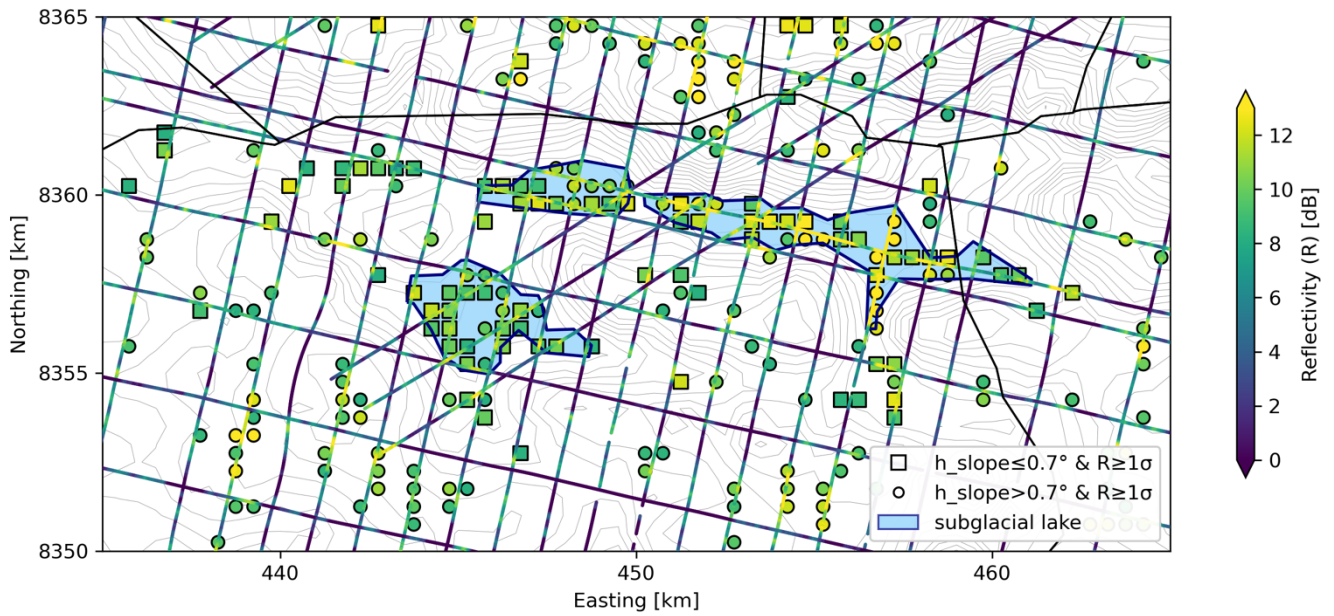 8365
8360
8355
8350
Northing [km]
440
450
460
Easting [km]
h_slope≤0.7° & R≥1σ
h_slope>0.7° & R≥1σ
subglacial lake
12
10
8
6
4
2
0
Reflectivity (R) [dB]